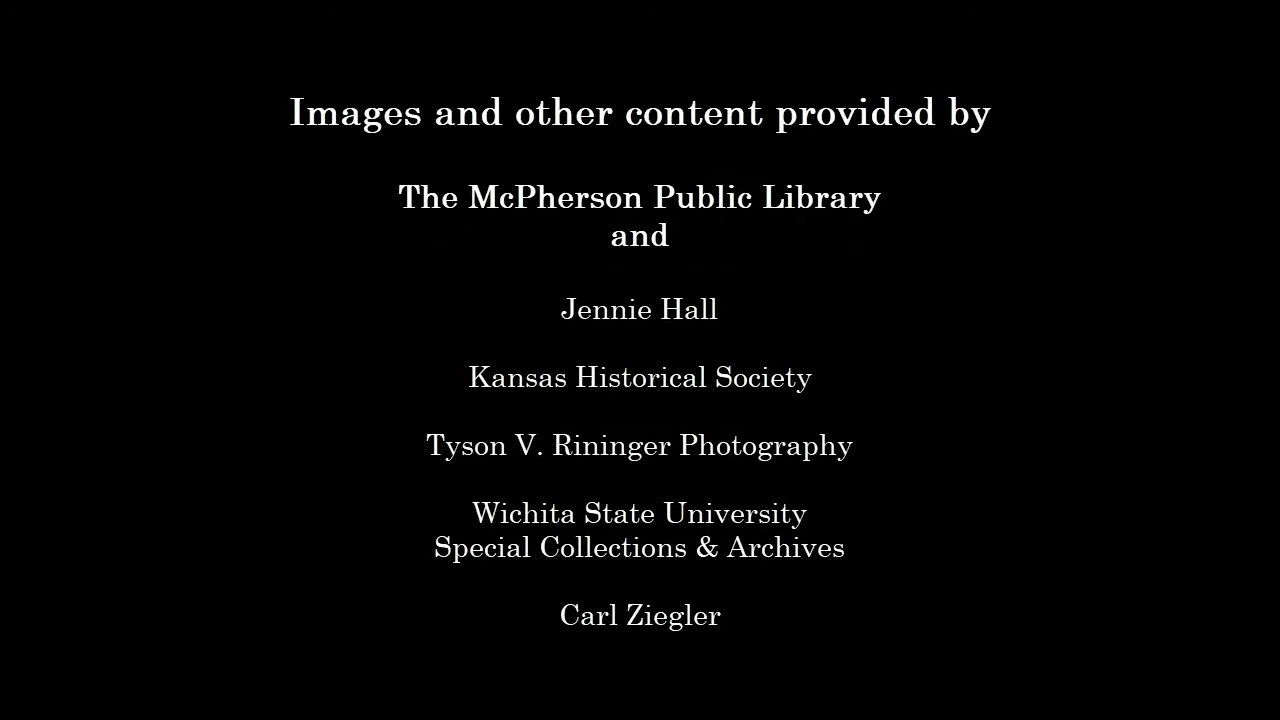 Images and other content provided by
The McPherson Public Library
and
Jennie Hall
Kansas Historical Society
Tyson V. Rininger Photography
Wichita State University
Special Collections & Archives
Carl Ziegler